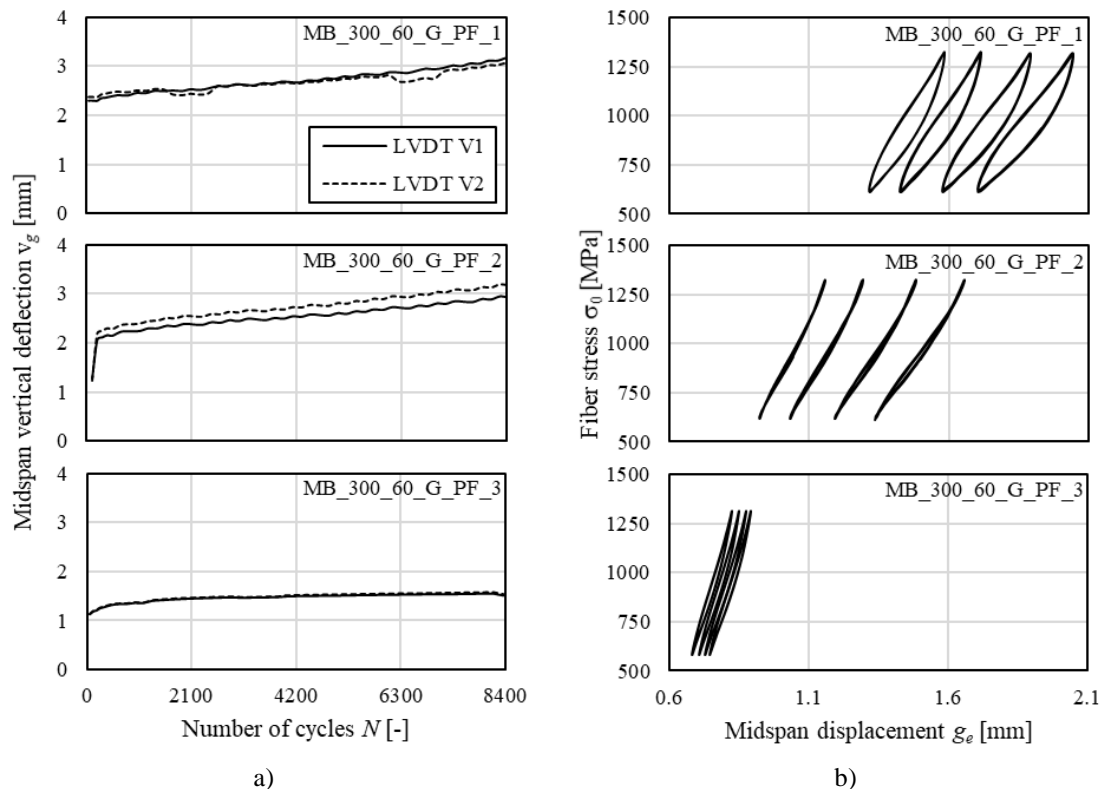 Midspan vertical deflection vg [mm]
4
3
2
1
0
MB_300_60_G_PF_1
LVDT V1
LVDT V2
4
3
2
1
0
MB_300_60_G_PF_2
4
3
2
1
0
MB_300_60_G_PF_3
0 2100 4200 6300 8400
Number of cycles N [-]
a)
Fiber stress σ0 [MPa]
1500
1250
1000
750
500
MB_300_60_G_PF_1
1500
1250
1000
750
500
MB_300_60_G_PF_2
1500
1250
1000
750
500
MB_300_60_G_PF_3
0.6 1.1 1.6 2.1
Midspan displacement ge [mm]
b)